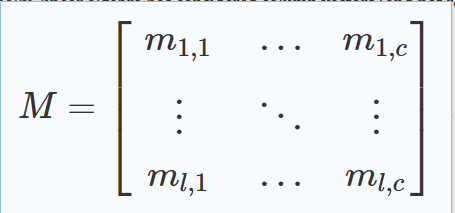 m1,1 … m1,c
M = ⋮ ⋱ ⋮
ml,1 … ml,c